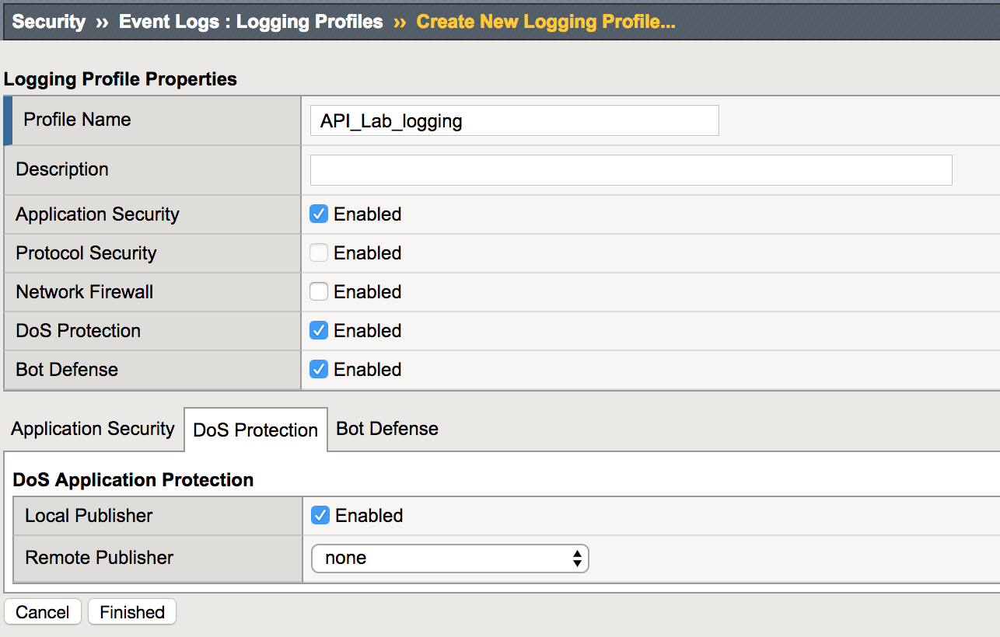 Security » Event Logs : Logging Profiles » Create New Logging Profile...
Logging Profile Properties
Profile Name API_Lab_logging
Description
Application Security Enabled
Protocol Security Enabled
Network Firewall Enabled
DoS Protection Enabled
Bot Defense Enabled
Application Security DoS Protection Bot Defense
DoS Application Protection
Local Publisher Enabled
Remote Publisher none
Cancel Finished